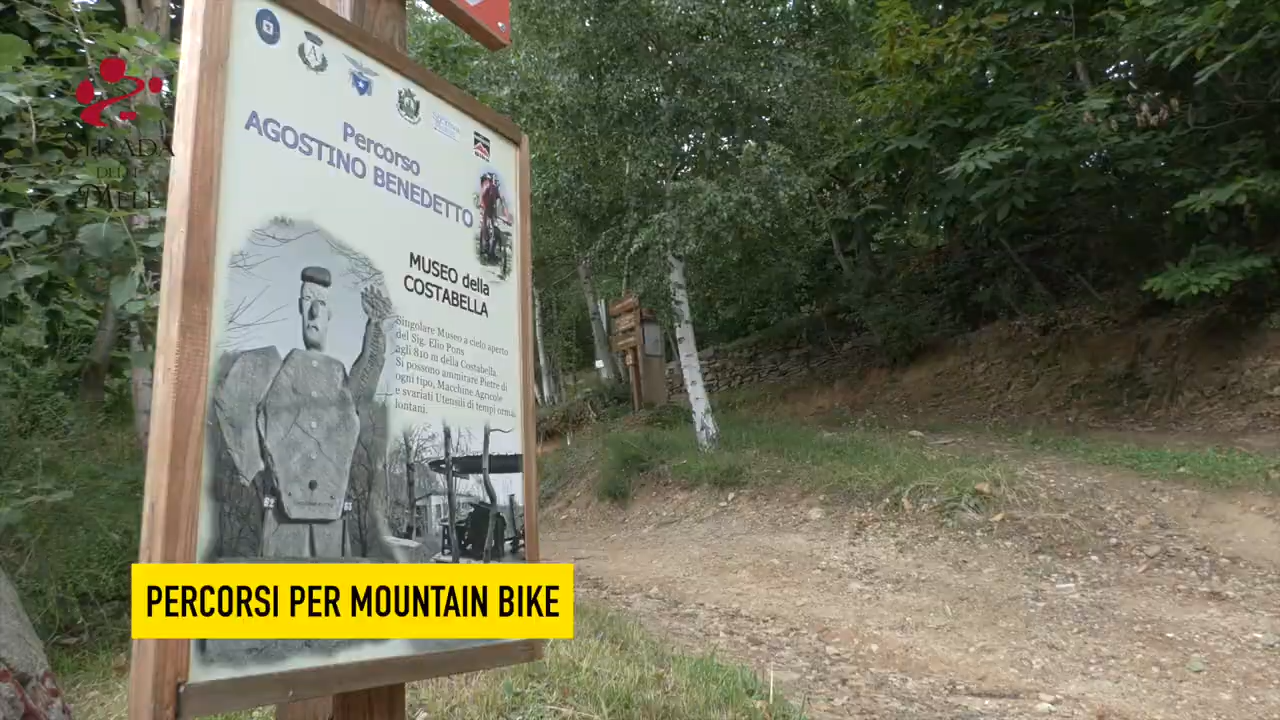 STRADA
DELLE
MELE
Percorso
AGOSTINO BENEDETTO
MUSEO della
COSTABELLA
Singolare Museo a cielo aperto
del Sig. Elio Pons
agli 810 m della Costabella.
Si possono ammirare Pietre di
ogni tipo, Macchine Agricole
e svariati Utensili di tempi ormai
lontani.
PERCORSI PER MOUNTAIN BIKE